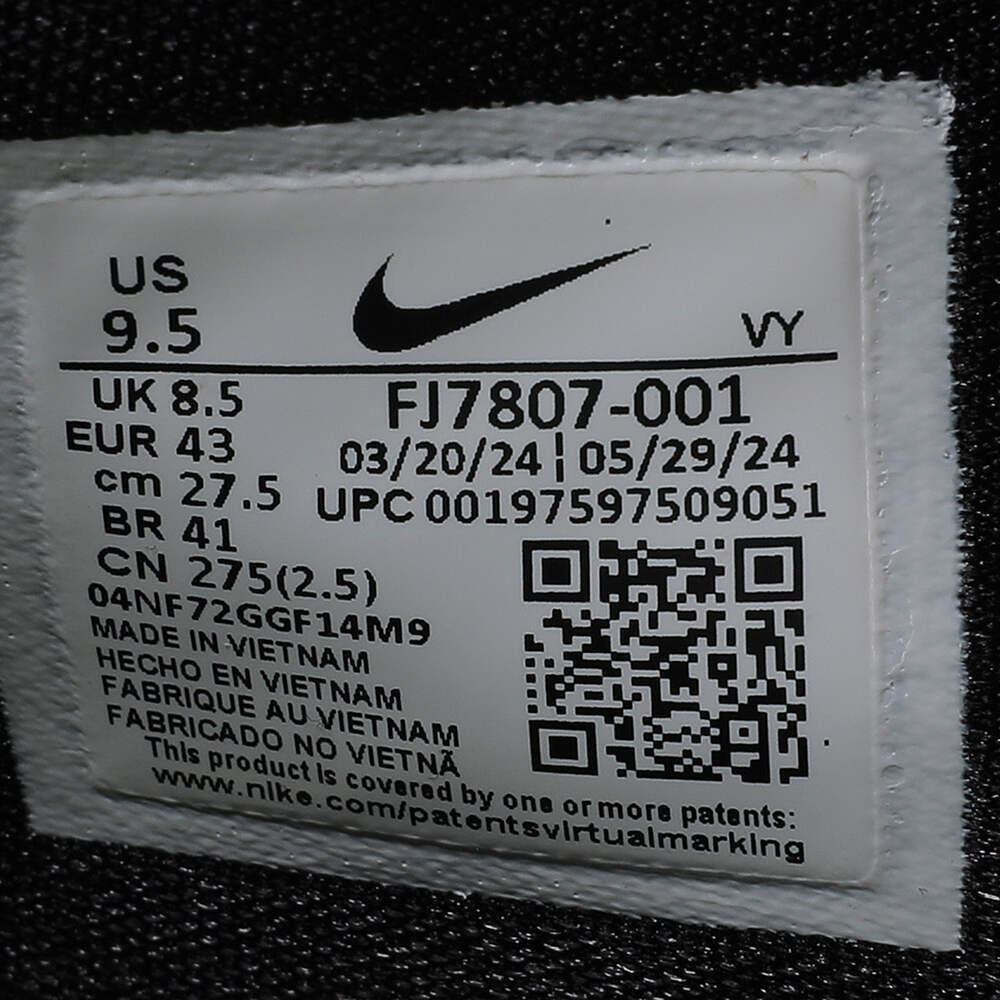 US
9.5
VY
UK 8.5
FJ7807-001
EUR 43
03/20/24 | 05/29/24
cm 27.5
UPC 00197597509051
BR 41
CN 275(2.5)
04NF72GGF14M9
MADE IN VIETNAM
HECHO EN VIETNAM
FABRIQUE AU VIETNAM
FABRICADO NO VIETNÃ
This product is covered by one or more patents:
www.nike.com/patentsvirtualmarking